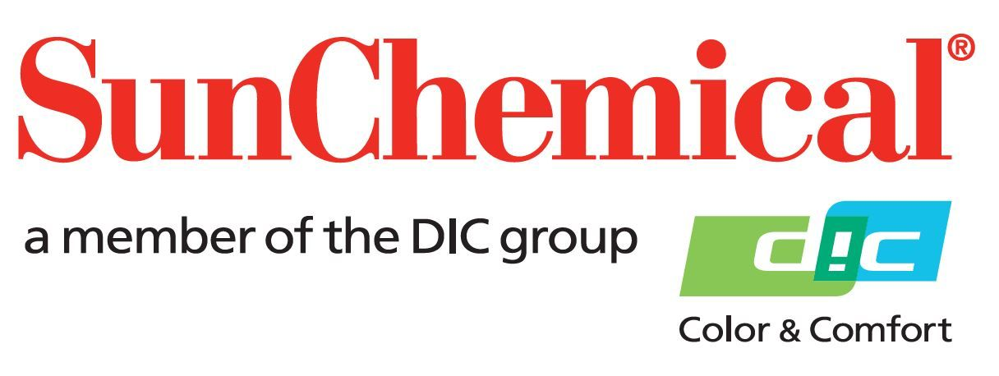 SunChemical®
a member of the DIC group
dic
Color & Comfort